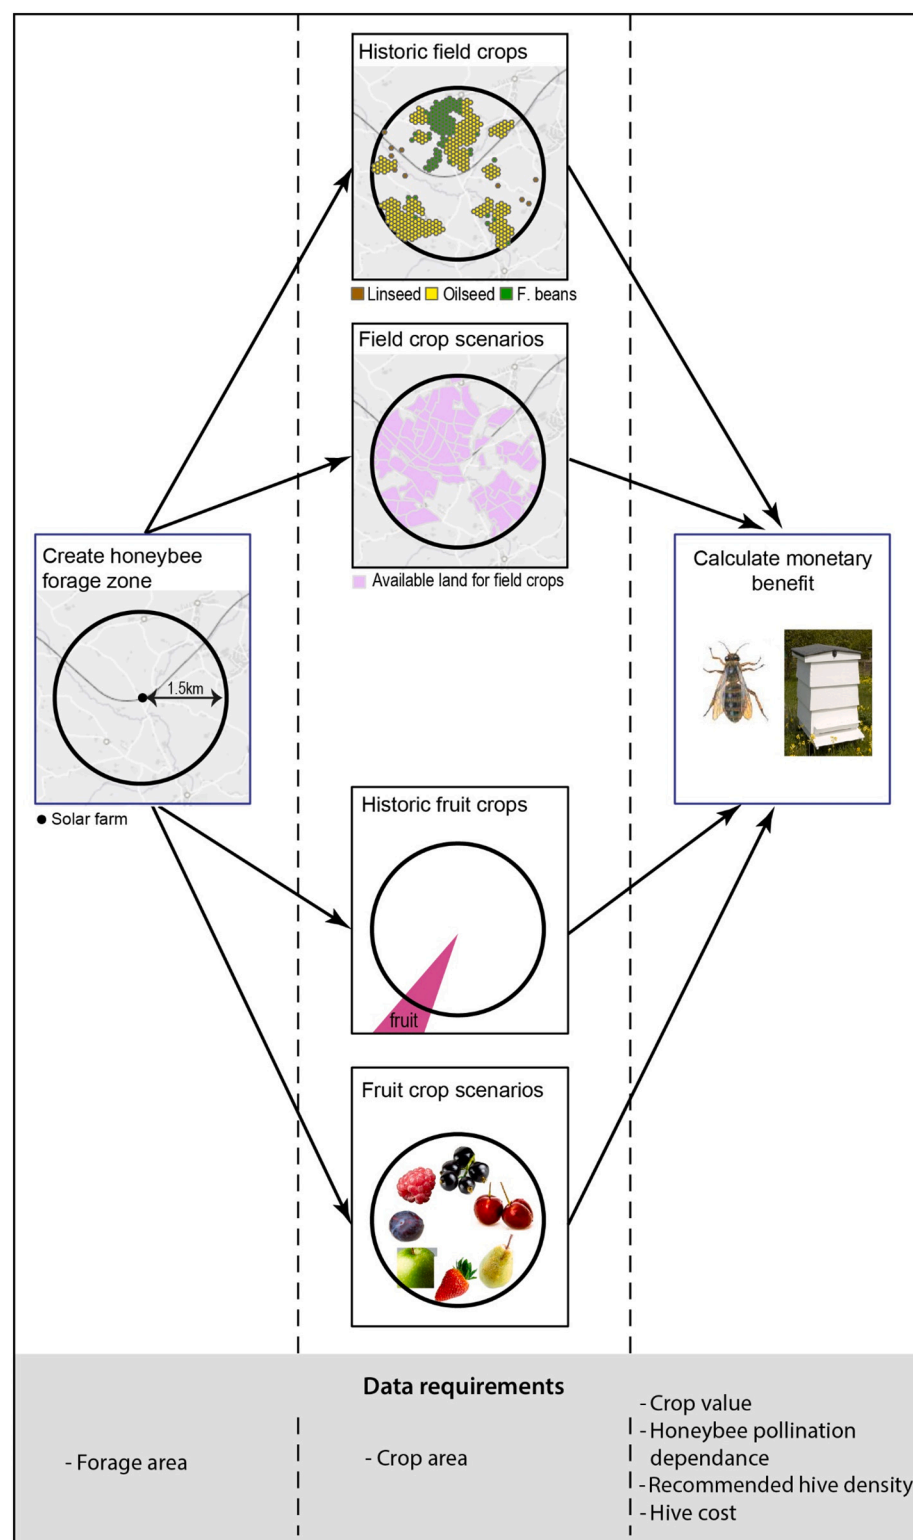 Historic field crops
Linseed Oilseed F. beans
Field crop scenarios
Available land for field crops
Create honeybee
forage zone
1.5km
Solar farm
Calculate monetary
benefit
Historic fruit crops
fruit
Fruit crop scenarios
Data requirements
- Forage area
- Crop area
- Crop value
- Honeybee pollination
dependance
- Recommended hive density
- Hive cost